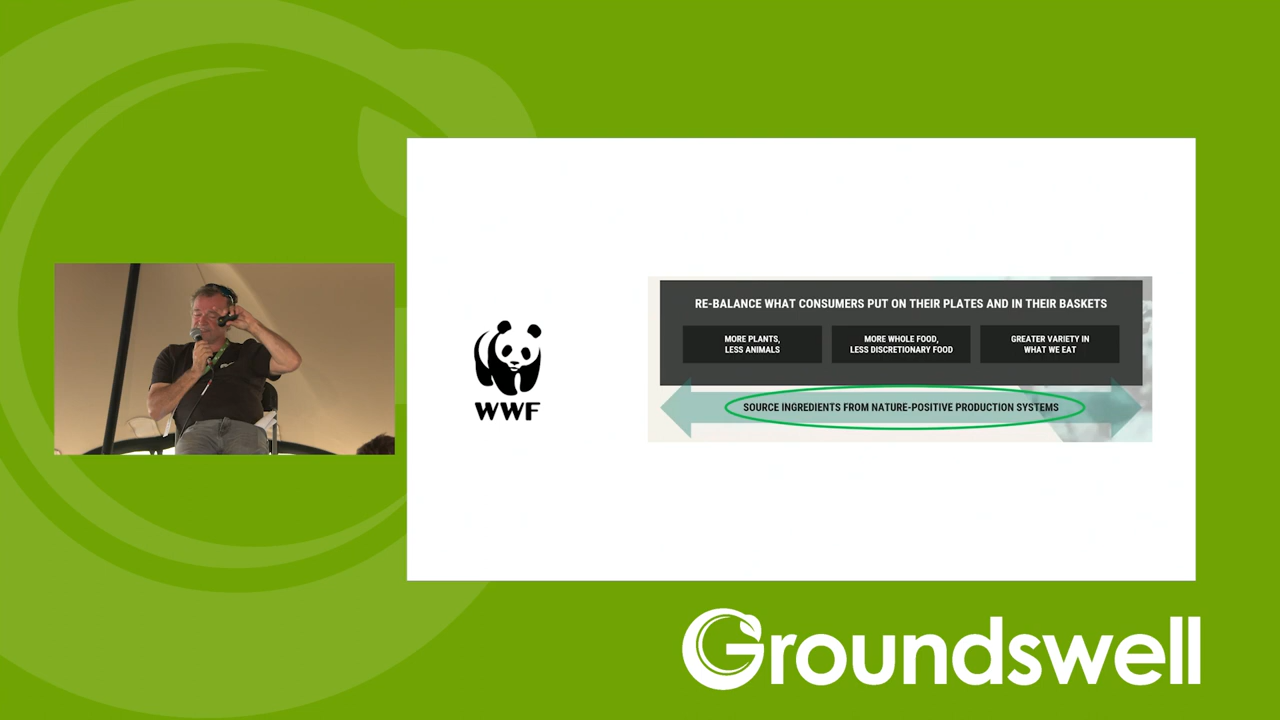 RE-BALANCE WHAT CONSUMERS PUT ON THEIR PLATES AND IN THEIR BASKETS
MORE PLANTS,
LESS ANIMALS
MORE WHOLE FOOD,
LESS DISCRETIONARY FOOD
GREATER VARIETY IN
WHAT WE EAT
SOURCE INGREDIENTS FROM NATURE-POSITIVE PRODUCTION SYSTEMS
WWF
Groundswell